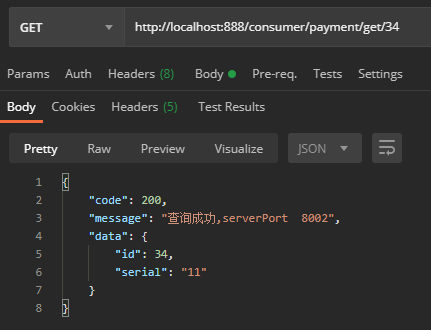 GET http://localhost:888/consumer/payment/get/34
Params Auth Headers (8) Body Pre-req. Tests Settings
Body Cookies Headers (5) Test Results
Pretty Raw Preview Visualize JSON
1 {
2 "code": 200,
3 "message": "查询成功,serverPort  8002",
4 "data": {
5 "id": 34,
6 "serial": "11"
7 }
8 }